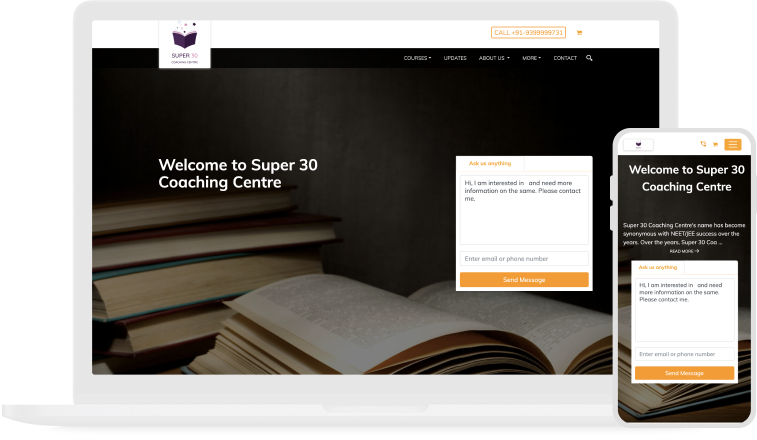 CALL +91-9399999731
SUPER 30
COACHING CENTRE
COURSES
UPDATES
ABOUT US
MORE
CONTACT
Welcome to Super 30
Coaching Centre
Ask us anything
Hi, I am interested in   and need more
information on the same. Please contact
me.
Enter email or phone number
Send Message
Welcome to Super 30
Coaching Centre
Super 30 Coaching Centre's name has become
synonymous with NEET/JEE success over the
years. Over the years, Super 30 Coa ...
READ MORE
Ask us anything
Hi, I am interested in   and need
more information on the same.
Please contact me.
Enter email or phone number
Send Message